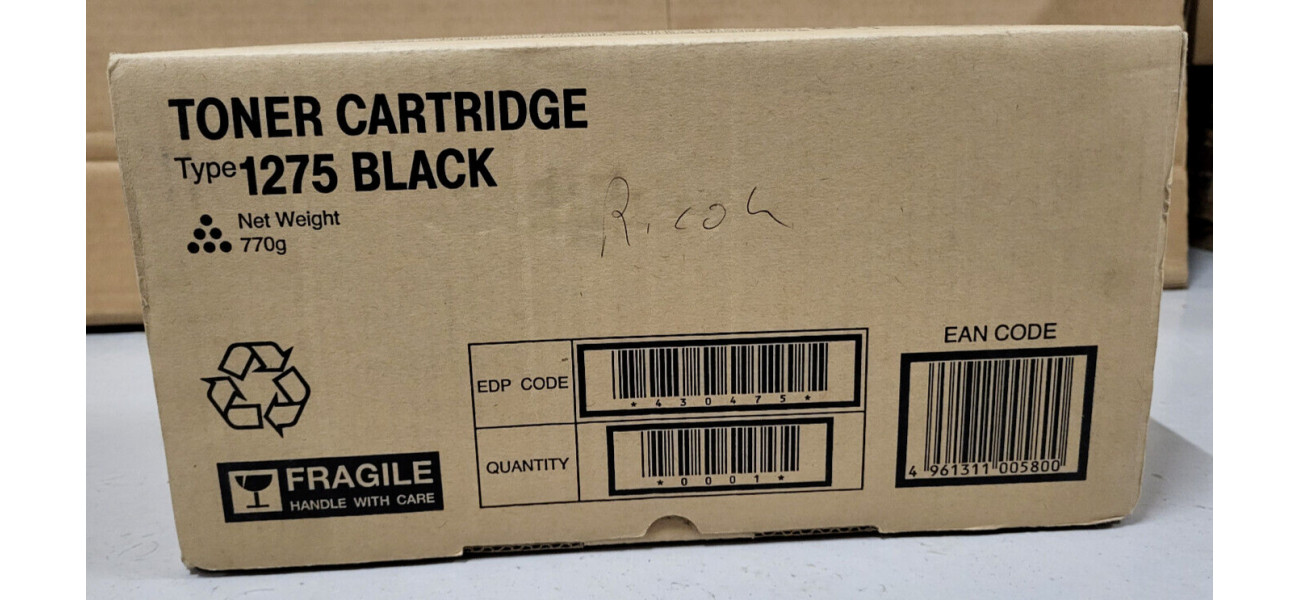 TONER CARTRIDGE
Type 1275 BLACK
Net Weight
770g
Ricoh
EDP CODE
*430475*
QUANTITY
*0001*
EAN CODE
4 961311 005800
FRAGILE
HANDLE WITH CARE